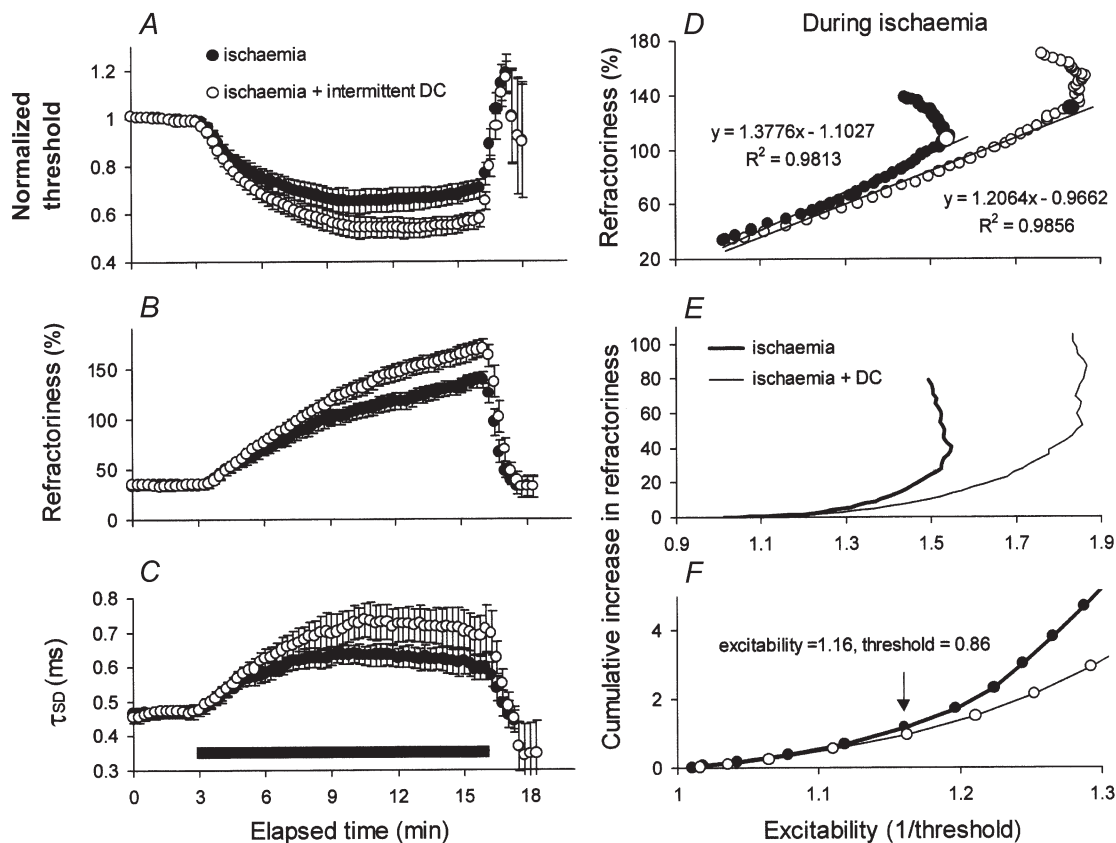 A
ischaemia
ischaemia + intermittent DC
Normalized threshold
1.2
1
0.8
0.6
0.4
B
Refractoriness (%)
150
100
50
0
C
τSD (ms)
0.8
0.7
0.6
0.5
0.4
0.3
0 3 6 9 12 15 18
Elapsed time (min)
D
During ischaemia
Refractoriness (%)
180
140
100
60
20
y = 1.3776x - 1.1027
R² = 0.9813
y = 1.2064x - 0.9662
R² = 0.9856
E
ischaemia
ischaemia + DC
Cumulative increase in refractoriness
100
80
60
40
20
0
0.9 1.1 1.3 1.5 1.7 1.9
F
excitability =1.16, threshold = 0.86
4
2
0
1 1.1 1.2 1.3
Excitability (1/threshold)